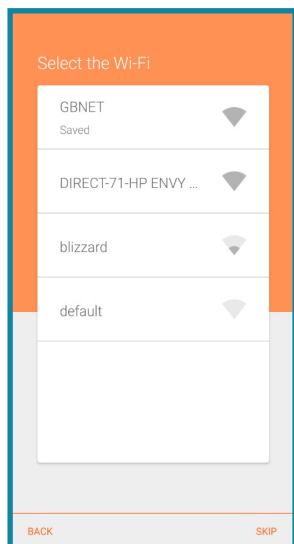 Select the Wi-Fi
GBNET
Saved
DIRECT-71-HP ENVY ...
blizzard
default
BACK SKIP